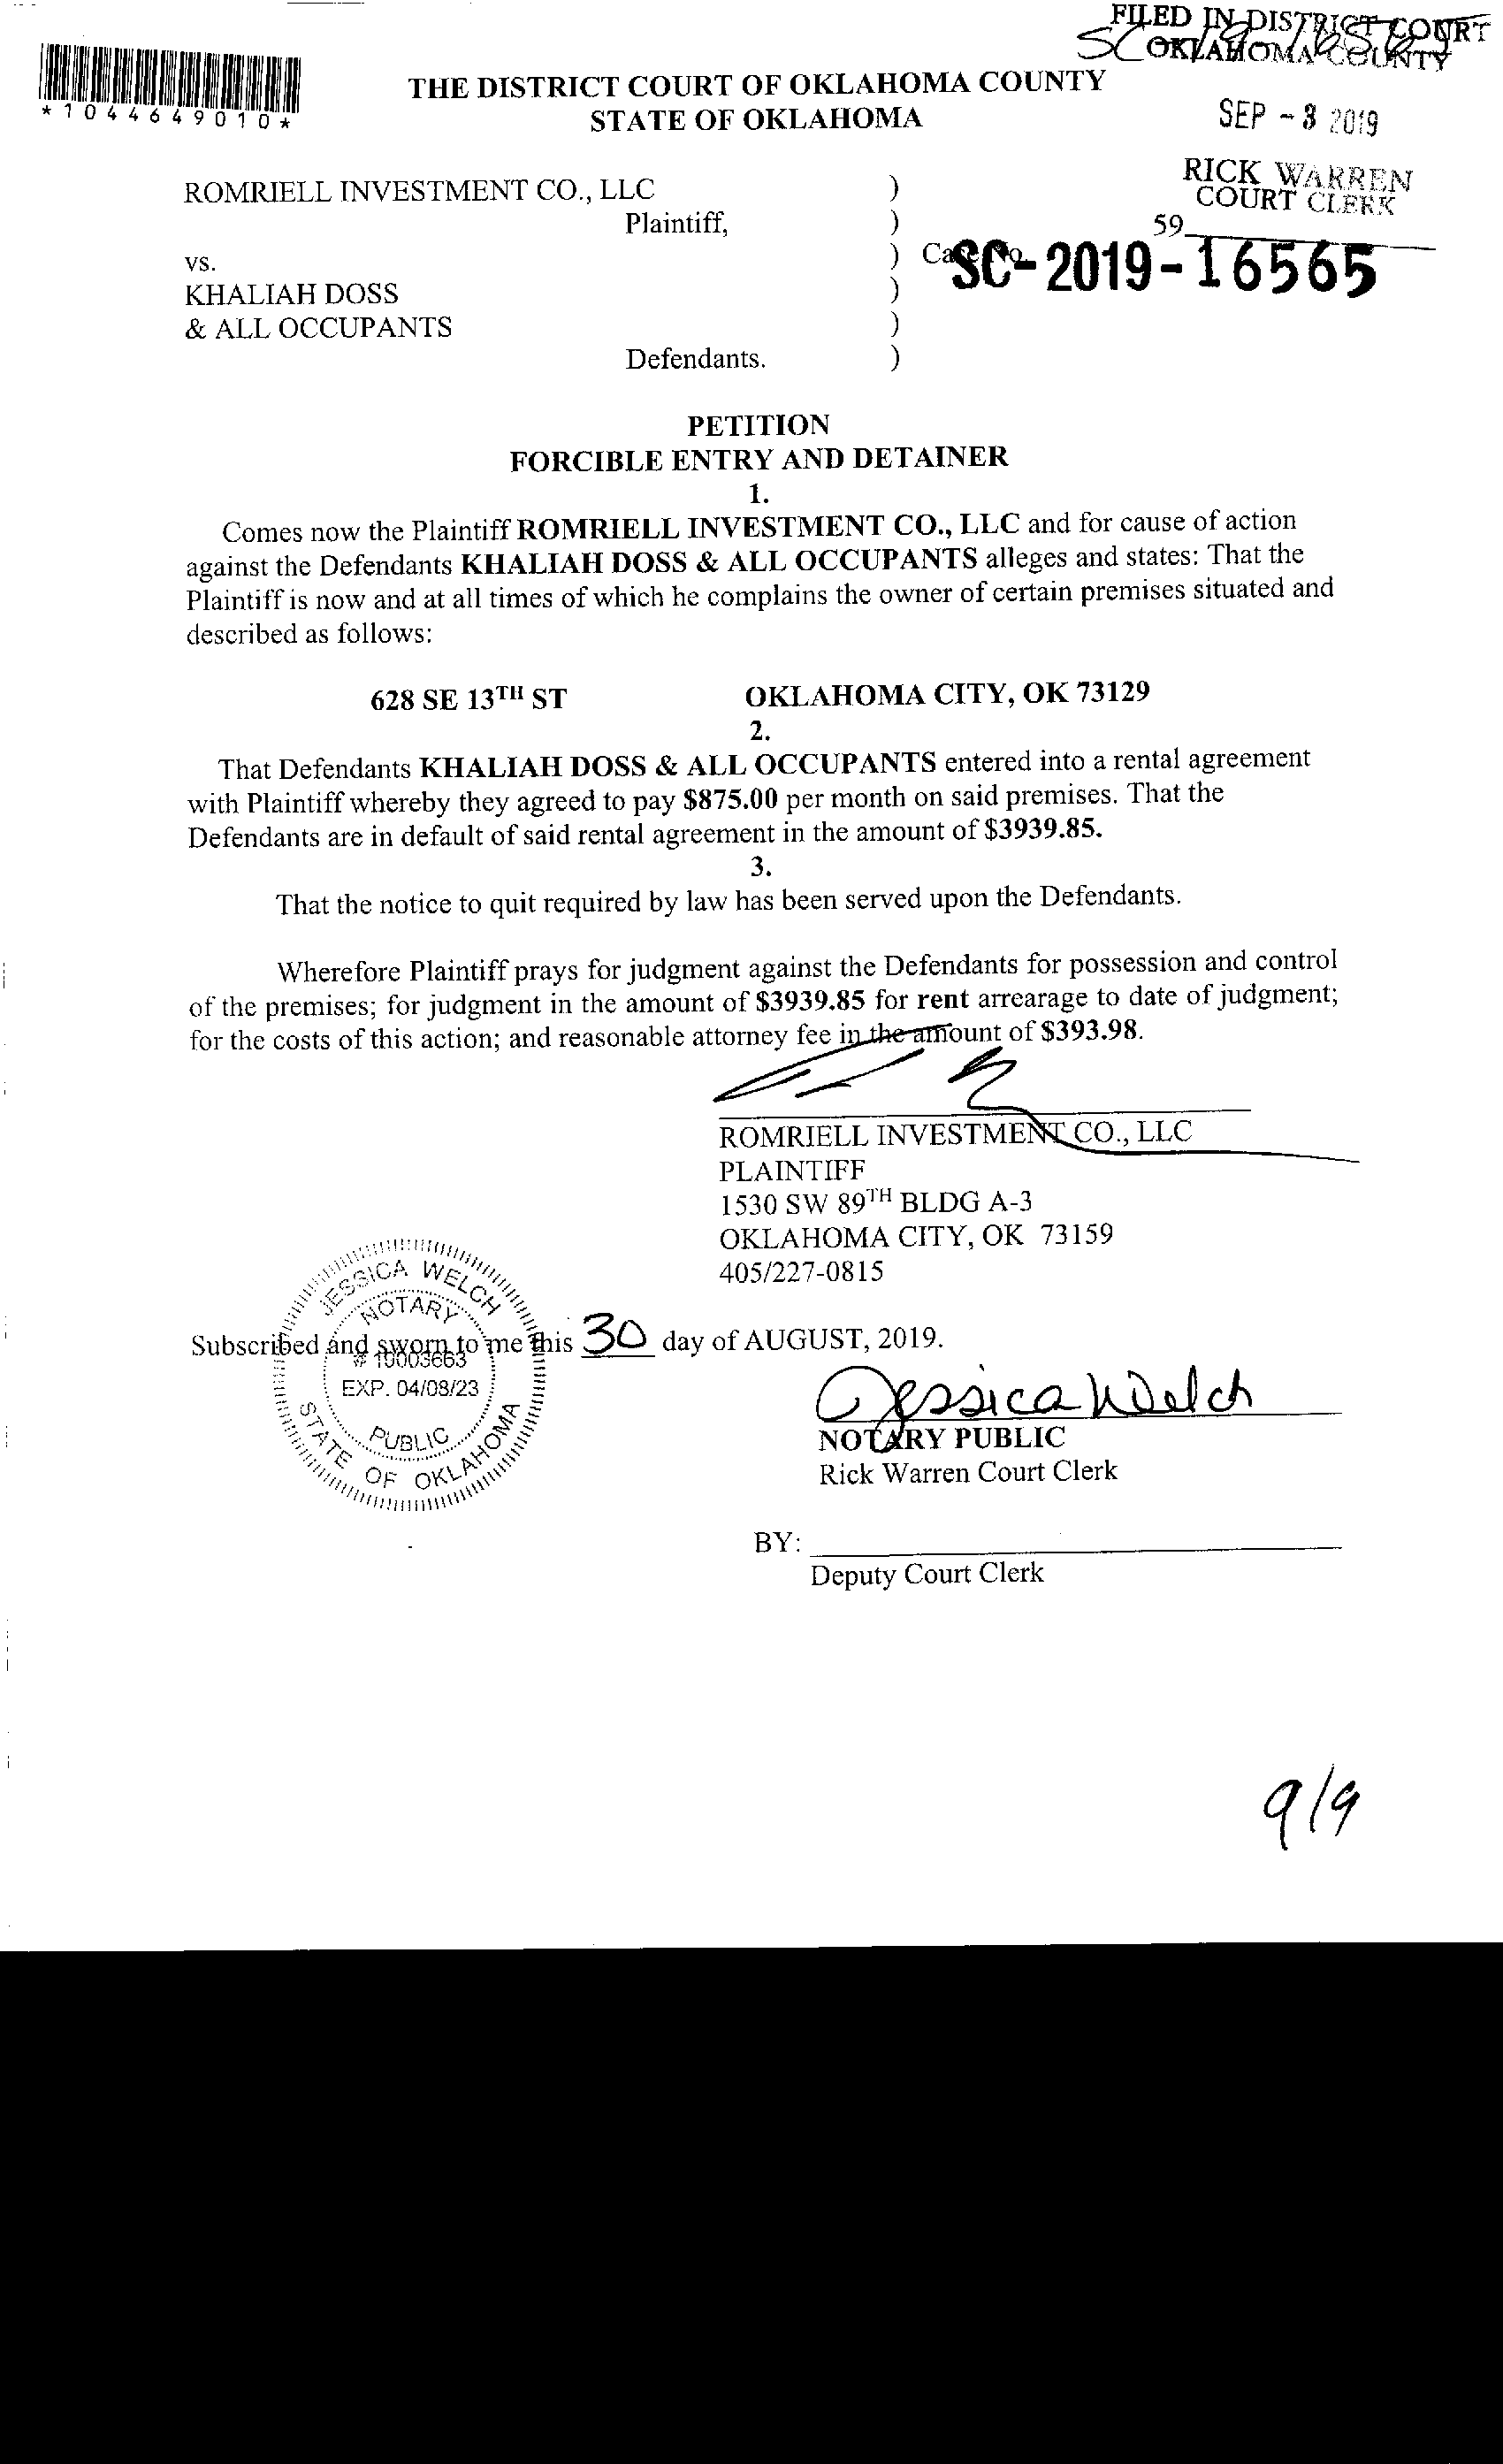 FILED IN DISTRICT COURT
OKLAHOMA COUNTY
*1044649010*
THE DISTRICT COURT OF OKLAHOMA COUNTY
STATE OF OKLAHOMA
SEP -3 2019
RICK WARREN
COURT CLERK
59
ROMRIELL INVESTMENT CO., LLC )
Plaintiff, )
vs. ) Case No.
SC-2019-16565
KHALIAH DOSS )
& ALL OCCUPANTS )
Defendants. )
PETITION
FORCIBLE ENTRY AND DETAINER
1.
Comes now the Plaintiff ROMRIELL INVESTMENT CO., LLC and for cause of action
against the Defendants KHALIAH DOSS & ALL OCCUPANTS alleges and states: That the
Plaintiff is now and at all times of which he complains the owner of certain premises situated and
described as follows:
628 SE 13TH ST OKLAHOMA CITY, OK 73129
2.
That Defendants KHALIAH DOSS & ALL OCCUPANTS entered into a rental agreement
with Plaintiff whereby they agreed to pay $875.00 per month on said premises. That the
Defendants are in default of said rental agreement in the amount of $3939.85.
3.
That the notice to quit required by law has been served upon the Defendants.
Wherefore Plaintiff prays for judgment against the Defendants for possession and control
of the premises; for judgment in the amount of $3939.85 for rent arrearage to date of judgment;
for the costs of this action; and reasonable attorney fee in the amount of $393.98.
ROMRIELL INVESTMENT CO., LLC
PLAINTIFF
1530 SW 89TH BLDG A-3
OKLAHOMA CITY, OK 73159
405/227-0815
Subscribed and sworn to me this 30 day of AUGUST, 2019.
JESSICA WELCH
NOTARY
# 19003663
EXP. 04/08/23
PUBLIC
STATE OF OKLAHOMA
Jessica Welch
NOTARY PUBLIC
Rick Warren Court Clerk
BY:
Deputy Court Clerk
9/9